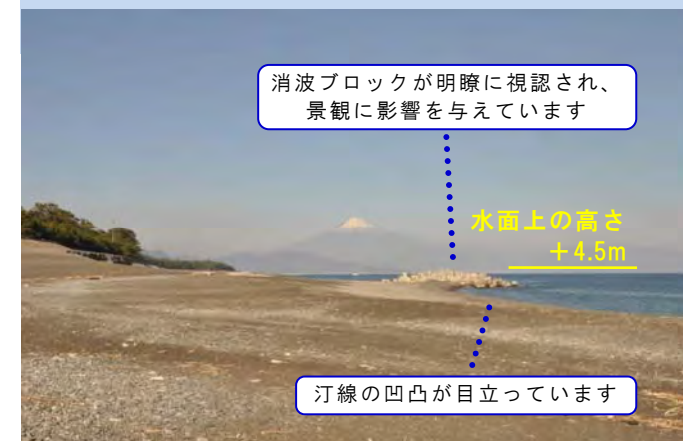 消波ブロックが明瞭に視認され、
景観に影響を与えています
水面上の高さ
＋4.5m
汀線の凹凸が目立っています